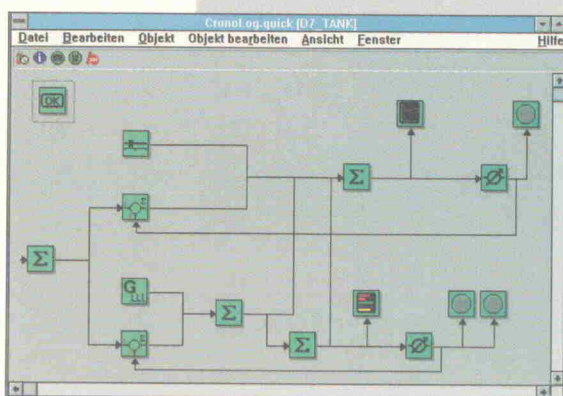 CronoLog.quick [D7_TANK]
Datei Bearbeiten Objekt Objekt bearbeiten Ansicht Fenster Hilfe
OK
Σ
Σ
G
Σ
Σ